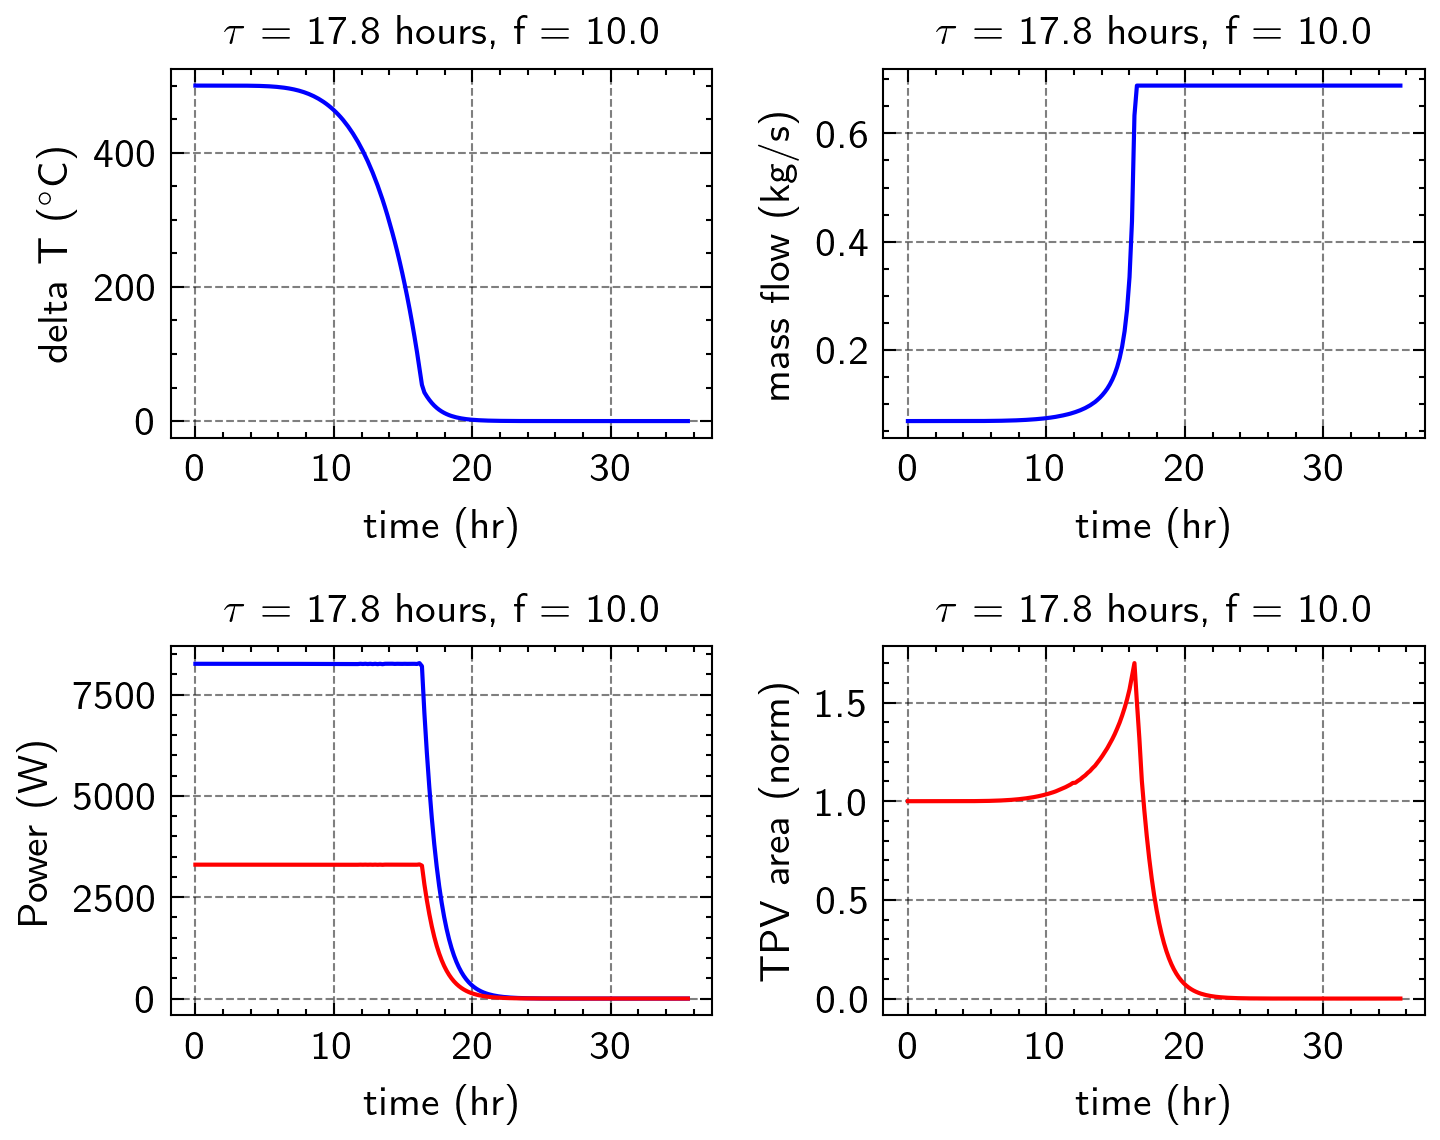 τ = 17.8 hours, f = 10.0
delta T (°C)
400
200
0
0 10 20 30
time (hr)
τ = 17.8 hours, f = 10.0
mass flow (kg/s)
0.6
0.4
0.2
0 10 20 30
time (hr)
τ = 17.8 hours, f = 10.0
Power (W)
7500
5000
2500
0
0 10 20 30
time (hr)
τ = 17.8 hours, f = 10.0
TPV area (norm)
1.5
1.0
0.5
0.0
0 10 20 30
time (hr)